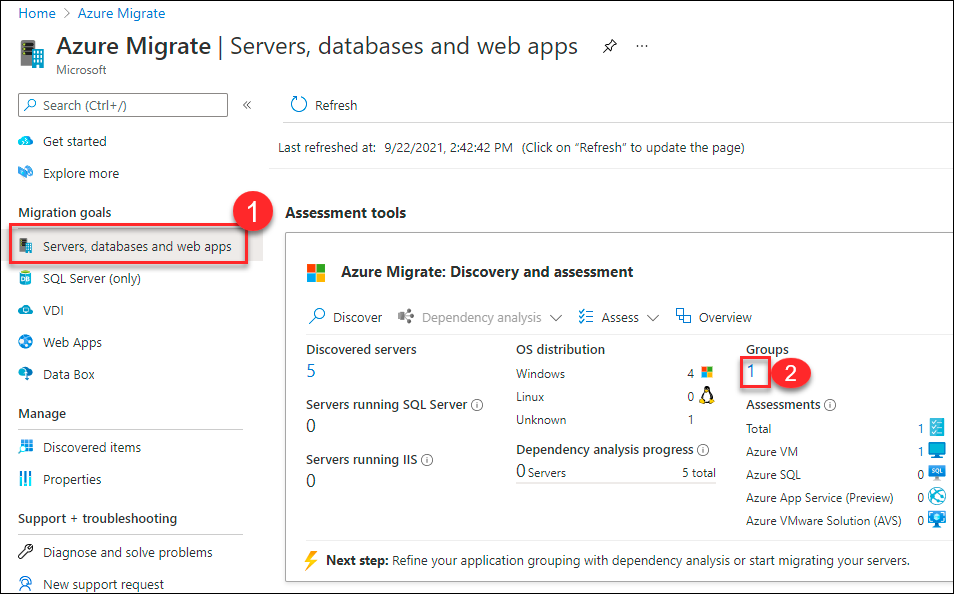 Home > Azure Migrate
Azure Migrate | Servers, databases and web apps ...
Microsoft
Search (Ctrl+/) «
Refresh
Get started
Last refreshed at: 9/22/2021, 2:42:42 PM (Click on “Refresh” to update the page)
Explore more
Migration goals
1
Assessment tools
Servers, databases and web apps
SQL Server (only)
VDI
Web Apps
Data Box
Manage
Discovered items
Properties
Support + troubleshooting
Diagnose and solve problems
New support request
Azure Migrate: Discovery and assessment
Discover Dependency analysis Assess Overview
Discovered servers
5
Servers running SQL Server
0
Servers running IIS
0
OS distribution
Windows 4
Linux 0
Unknown 1
Dependency analysis progress
0 Servers 5 total
Groups
1 2
Assessments
Total 1
Azure VM 1
Azure SQL 0 SQL
Azure App Service (Preview) 0
Azure VMware Solution (AVS) 0
Next step: Refine your application grouping with dependency analysis or start migrating your servers.